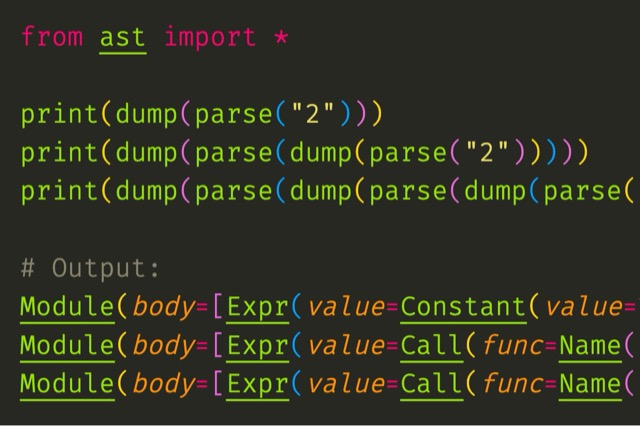 from ast import *
print(dump(parse("2")))
print(dump(parse(dump(parse("2")))))
print(dump(parse(dump(parse(dump(parse(
# Output:
Module(body=[Expr(value=Constant(value=
Module(body=[Expr(value=Call(func=Name(
Module(body=[Expr(value=Call(func=Name(